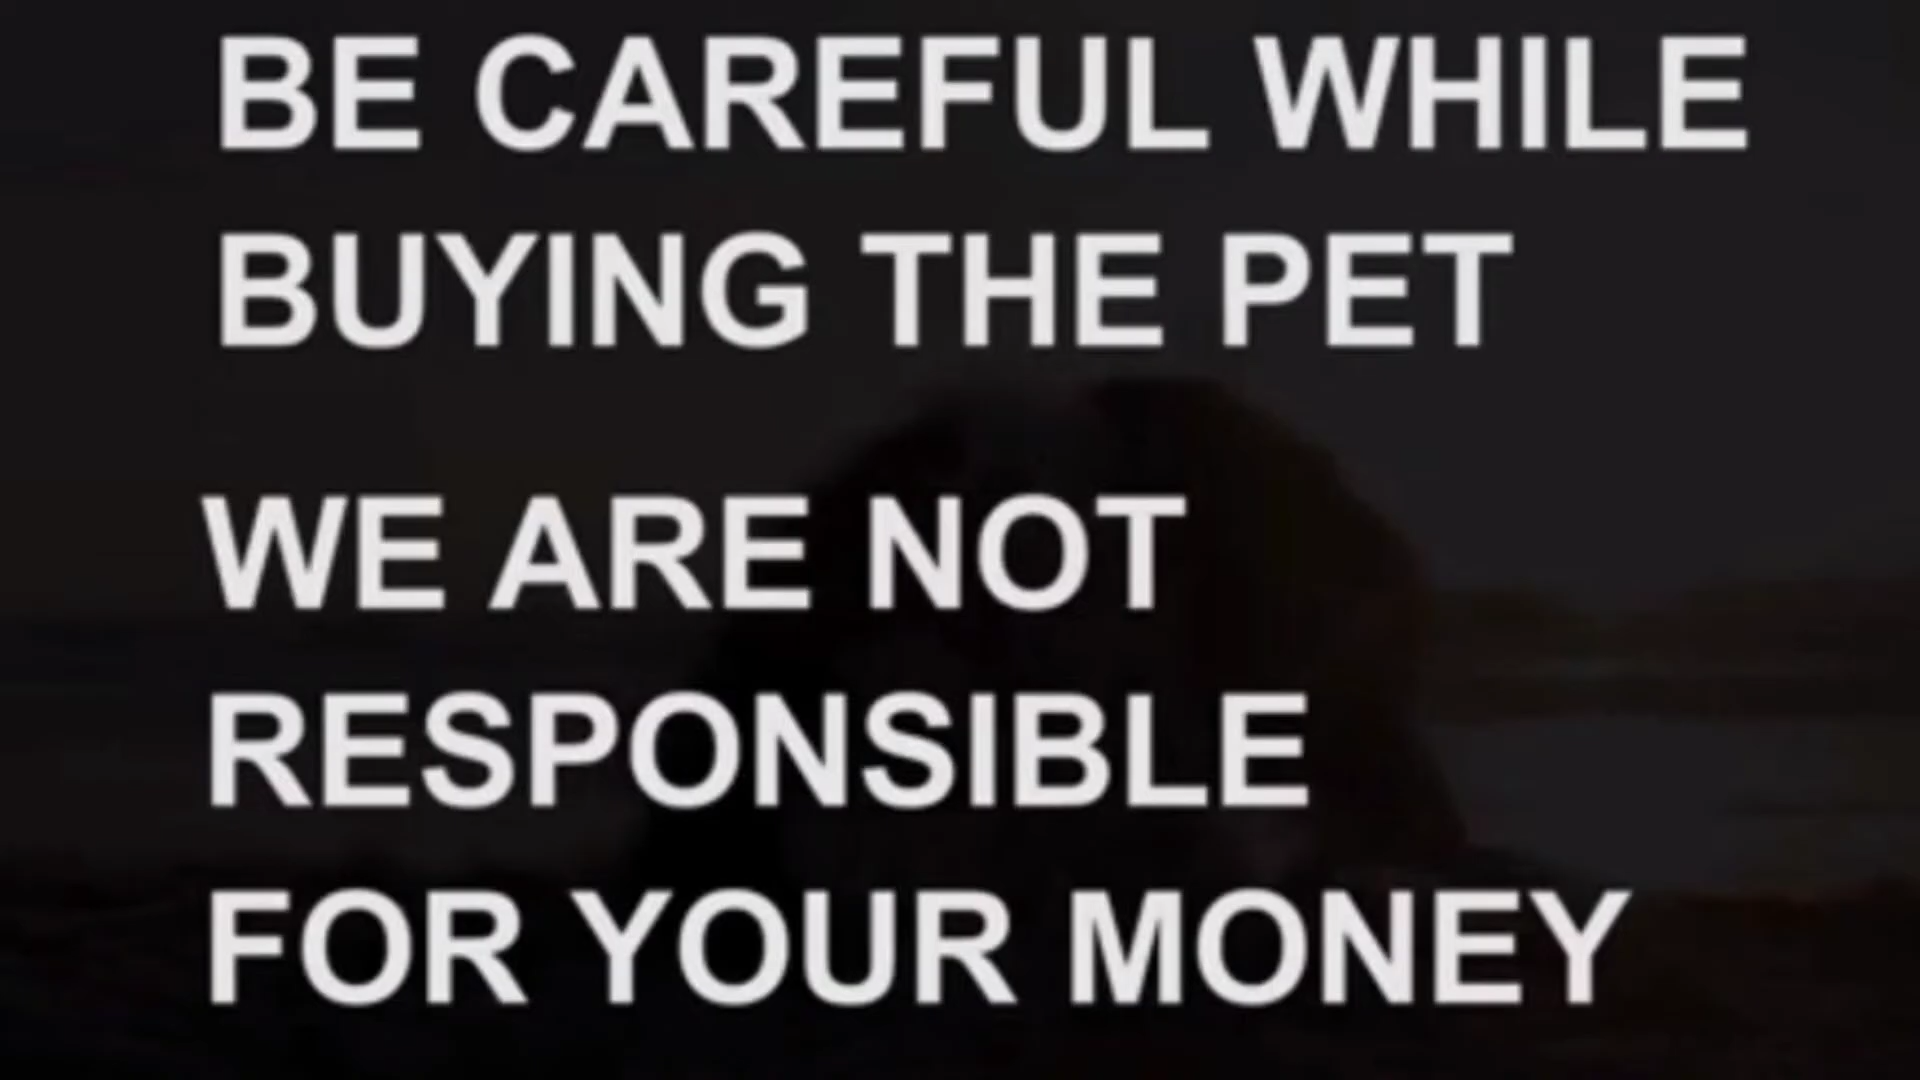 BE CAREFUL WHILE
BUYING THE PET
WE ARE NOT
RESPONSIBLE
FOR YOUR MONEY